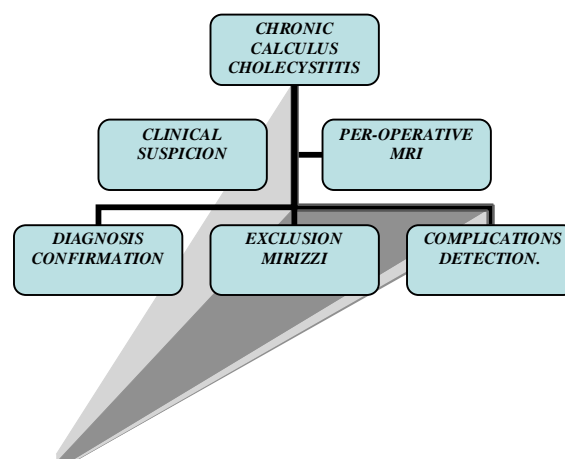 CHRONIC
CALCULUS
CHOLECYSTITIS
CLINICAL
SUSPICION
PER-OPERATIVE
MRI
DIAGNOSIS
CONFIRMATION
EXCLUSION
MIRIZZI
COMPLICATIONS
DETECTION.